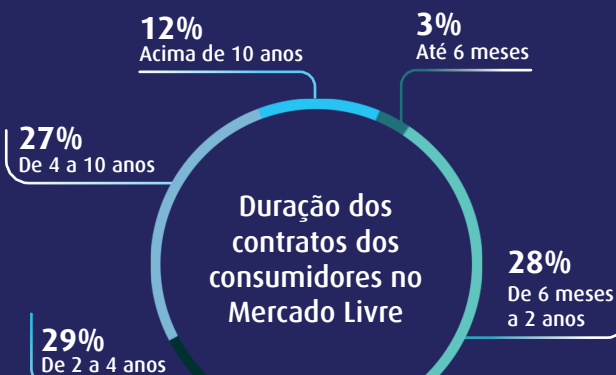 12%
Acima de 10 anos
3%
Até 6 meses
27%
De 4 a 10 anos
Duração dos
contratos dos
consumidores no
Mercado Livre
28%
De 6 meses
a 2 anos
29%
De 2 a 4 anos